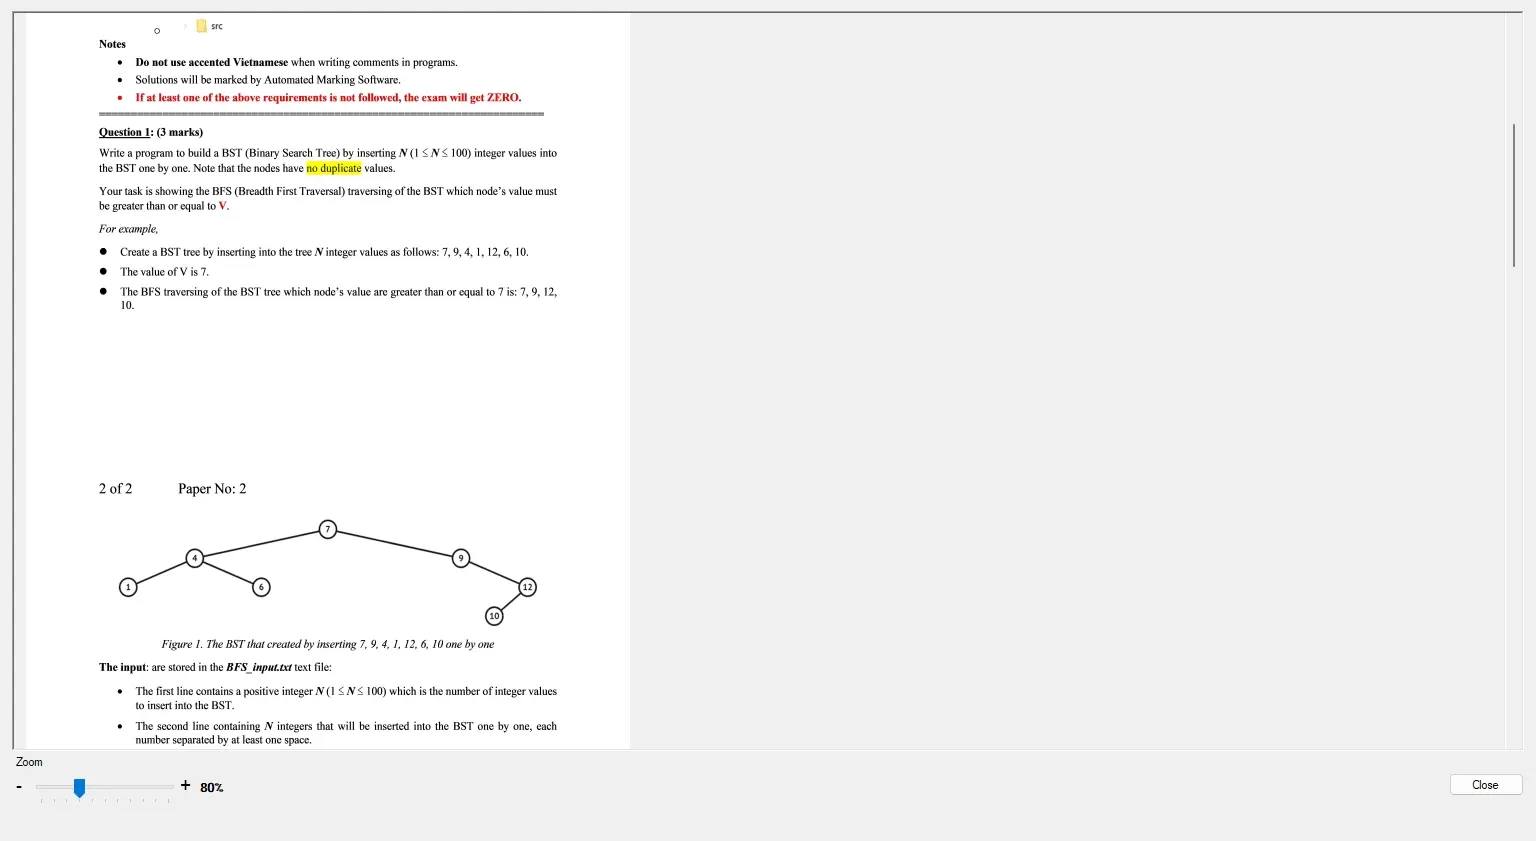 src
Notes
• Do not use accented Vietnamese when writing comments in programs.
• Solutions will be marked by Automated Marking Software.
• If at least one of the above requirements is not followed, the exam will get ZERO.
Question 1: (3 marks)
Write a program to build a BST (Binary Search Tree) by inserting N (1 ≤ N ≤ 100) integer values into
the BST one by one. Note that the nodes have no duplicate values.
Your task is showing the BFS (Breadth First Traversal) traversing of the BST which node's value must
be greater than or equal to V.
For example,
● Create a BST tree by inserting into the tree N integer values as follows: 7, 9, 4, 1, 12, 6, 10.
● The value of V is 7.
● The BFS traversing of the BST tree which node's value are greater than or equal to 7 is: 7, 9, 12,
10.
2 of 2 Paper No: 2
7
4 9
1 6 12
10
Figure 1. The BST that created by inserting 7, 9, 4, 1, 12, 6, 10 one by one
The input: are stored in the BFS_input.txt text file:
• The first line contains a positive integer N (1 ≤ N ≤ 100) which is the number of integer values
to insert into the BST.
• The second line containing N integers that will be inserted into the BST one by one, each
number separated by at least one space.
Zoom
- + 80%
Close